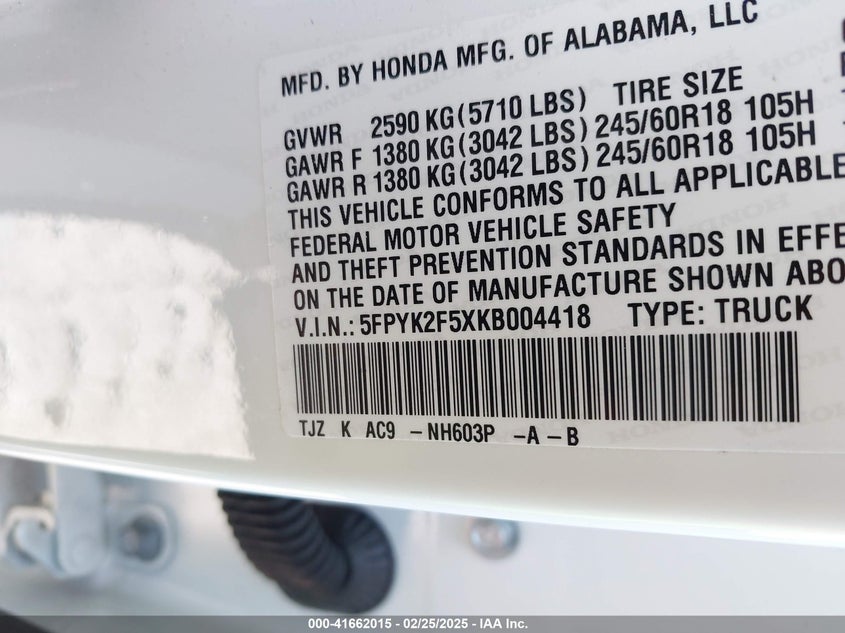 MFD. BY HONDA MFG. OF ALABAMA, LLC
GVWR 2590 KG(5710 LBS) TIRE SIZE
GAWR F 1380 KG(3042 LBS) 245/60R18 105H
GAWR R 1380 KG(3042 LBS) 245/60R18 105H
THIS VEHICLE CONFORMS TO ALL APPLICABLE
FEDERAL MOTOR VEHICLE SAFETY
AND THEFT PREVENTION STANDARDS IN EFFE
ON THE DATE OF MANUFACTURE SHOWN ABO
V.I.N.: 5FPYK2F5XKB004418 TYPE: TRUCK
TJZ K AC9 - NH603P - A - B
000-41662015 — 02/25/2025 — IAA Inc.